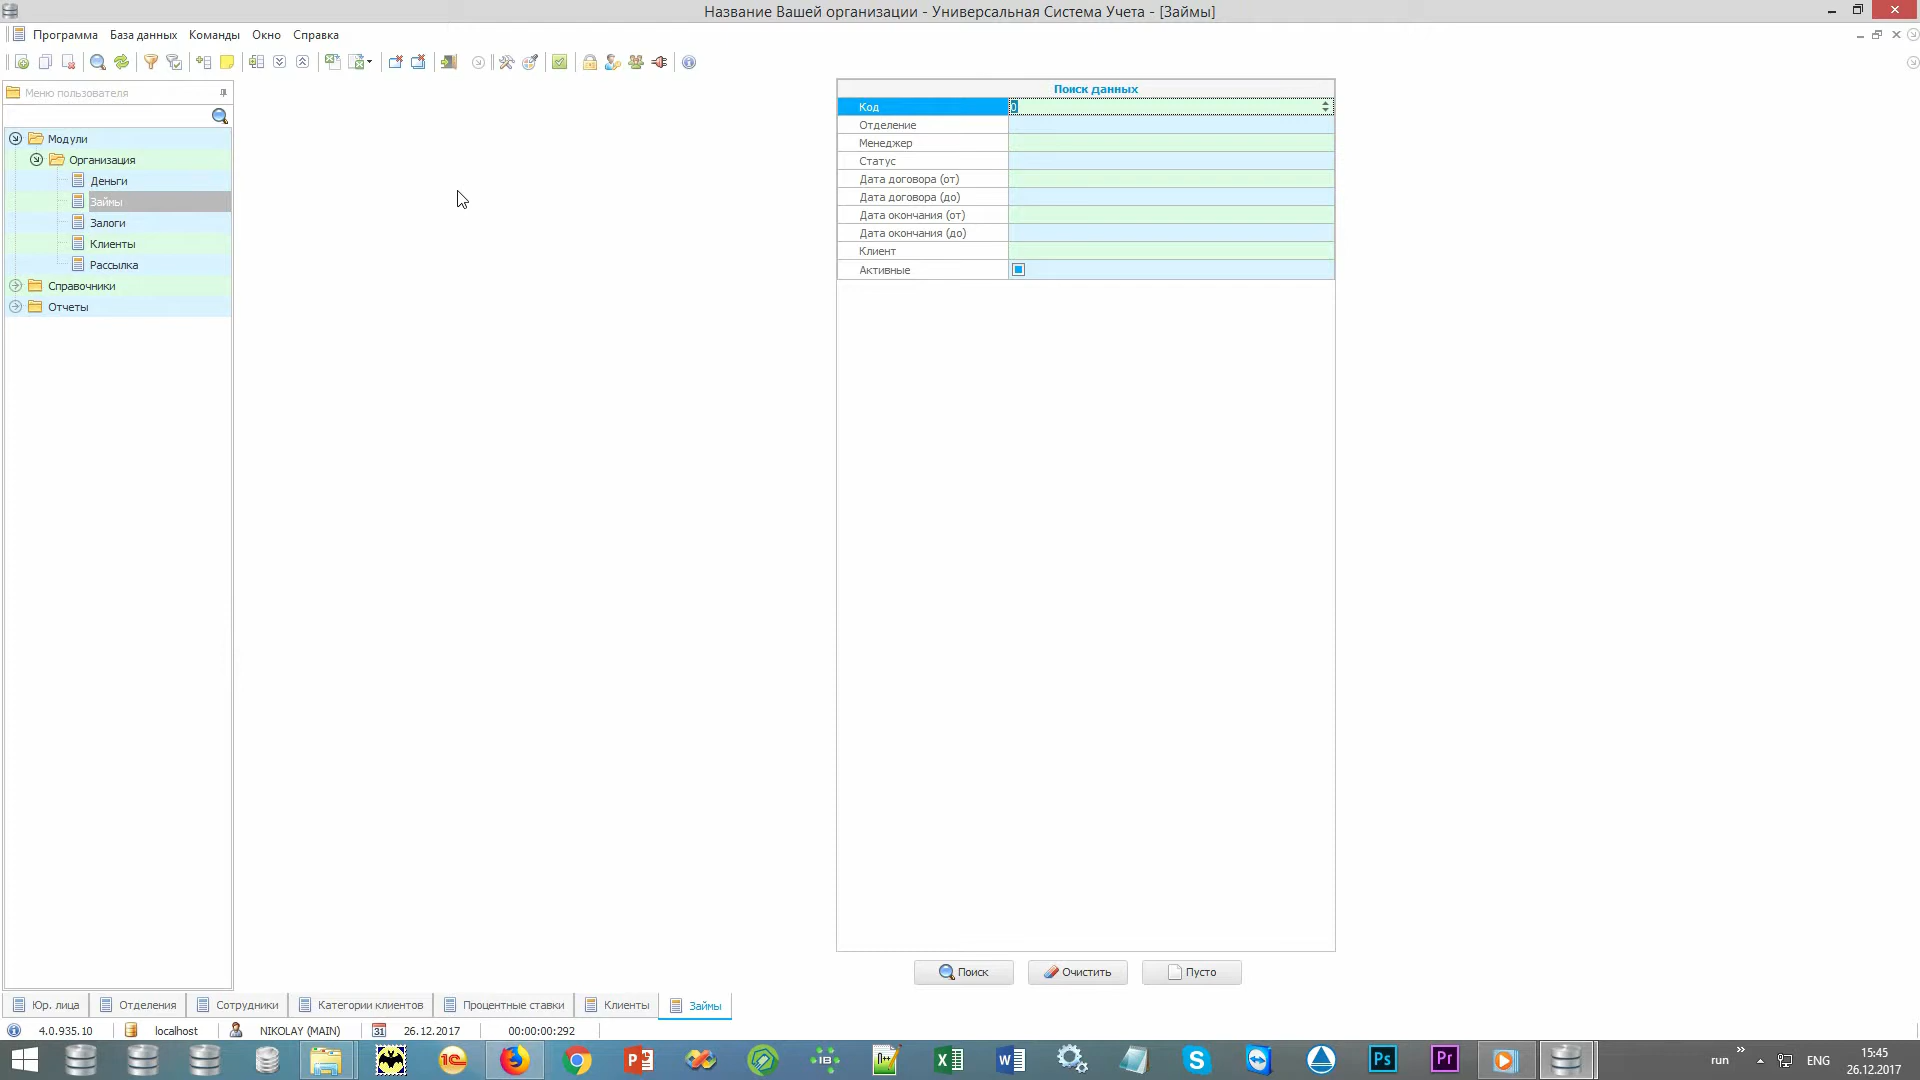 Название Вашей организации - Универсальная Система Учета - [Займы]
Программа База данных Команды Окно Справка
Меню пользователя
Модули
Организация
Деньги
Займы
Залоги
Клиенты
Рассылка
Справочники
Отчеты
Поиск данных
Код 0
Отделение
Менеджер
Статус
Дата договора (от)
Дата договора (до)
Дата окончания (от)
Дата окончания (до)
Клиент
Активные
Поиск Очистить Пусто
Юр. лица Отделения Сотрудники Категории клиентов Процентные ставки Клиенты Займы
4.0.935.10 localhost NIKOLAY (MAIN) 31 26.12.2017 00:00:00:292
run ENG 15:45
26.12.2017